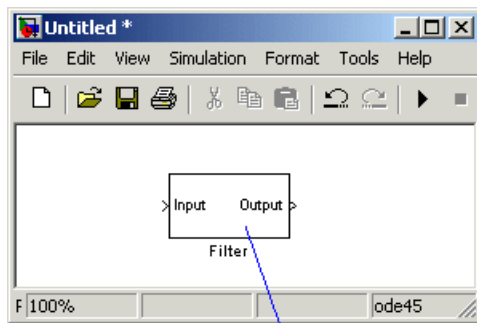 Untitled *
File Edit View Simulation Format Tools Help
Input Output
Filter
F 100% ode45